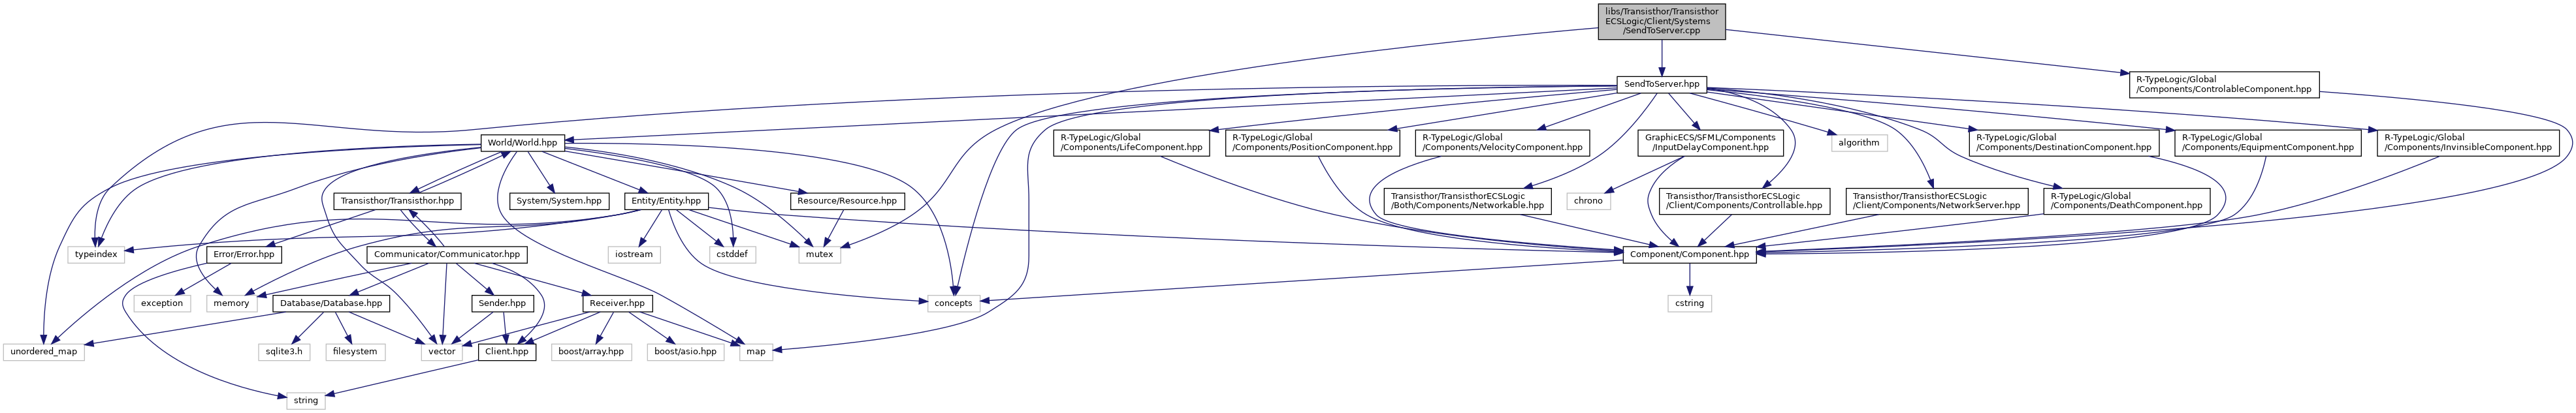 libs/Transisthor/Transisthor
ECSLogic/Client/Systems
/SendToServer.cpp
SendToServer.hpp
R-TypeLogic/Global
/Components/ControlableComponent.hpp
World/World.hpp
R-TypeLogic/Global
/Components/LifeComponent.hpp
R-TypeLogic/Global
/Components/PositionComponent.hpp
R-TypeLogic/Global
/Components/VelocityComponent.hpp
GraphicECS/SFML/Components
/InputDelayComponent.hpp
algorithm
R-TypeLogic/Global
/Components/DestinationComponent.hpp
R-TypeLogic/Global
/Components/EquipmentComponent.hpp
R-TypeLogic/Global
/Components/InvinsibleComponent.hpp
Transisthor/Transisthor.hpp
System/System.hpp
Entity/Entity.hpp
Resource/Resource.hpp
Transisthor/TransisthorECSLogic
/Both/Components/Networkable.hpp
chrono
Transisthor/TransisthorECSLogic
/Client/Components/Controllable.hpp
Transisthor/TransisthorECSLogic
/Client/Components/NetworkServer.hpp
R-TypeLogic/Global
/Components/DeathComponent.hpp
typeindex
Error/Error.hpp
Communicator/Communicator.hpp
iostream
cstddef
mutex
Component/Component.hpp
exception
memory
Database/Database.hpp
Sender.hpp
Receiver.hpp
concepts
cstring
unordered_map
sqlite3.h
filesystem
vector
Client.hpp
boost/array.hpp
boost/asio.hpp
map
string